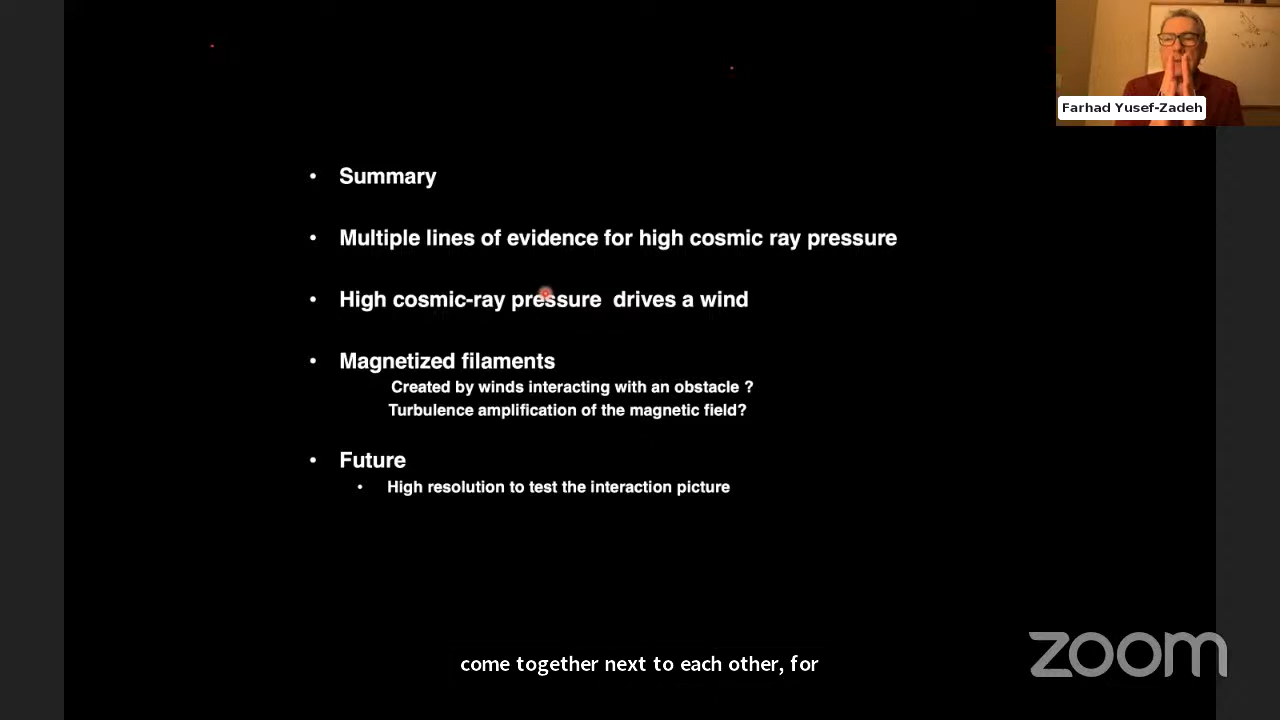 Farhad Yusef-Zadeh
• Summary
• Multiple lines of evidence for high cosmic ray pressure
• High cosmic-ray pressure drives a wind
• Magnetized filaments
Created by winds interacting with an obstacle ?
Turbulence amplification of the magnetic field?
• Future
• High resolution to test the interaction picture
come together next to each other, for
zoom